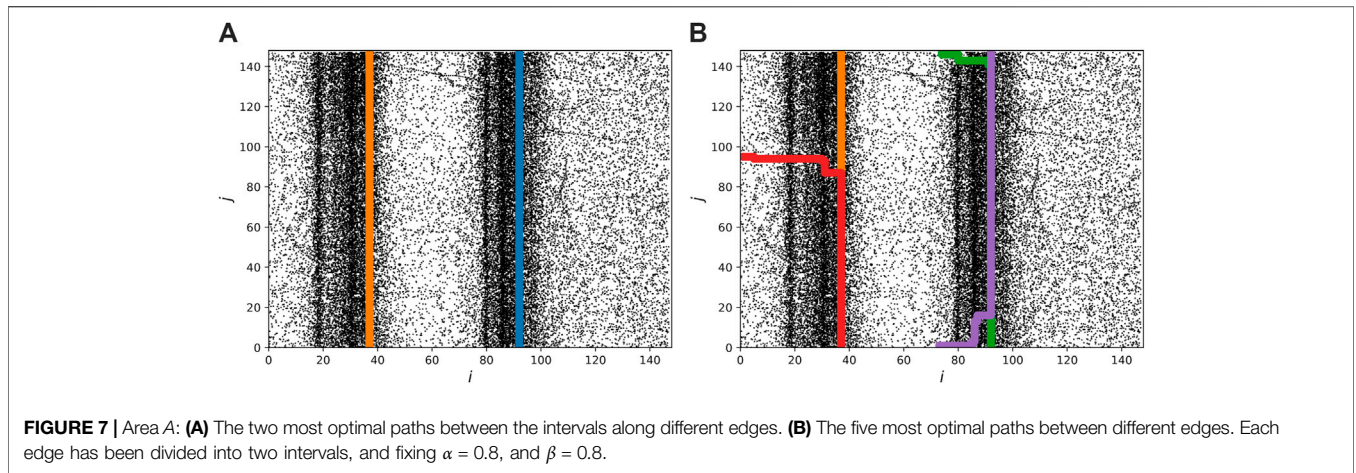 A
B
140
120
100
80
60
40
20
0
j
0 20 40 60 80 100 120 140
i
140
120
100
80
60
40
20
0
j
0 20 40 60 80 100 120 140
i
FIGURE 7 | Area A: (A) The two most optimal paths between the intervals along different edges. (B) The five most optimal paths between different edges. Each
edge has been divided into two intervals, and fixing α = 0.8, and β = 0.8.